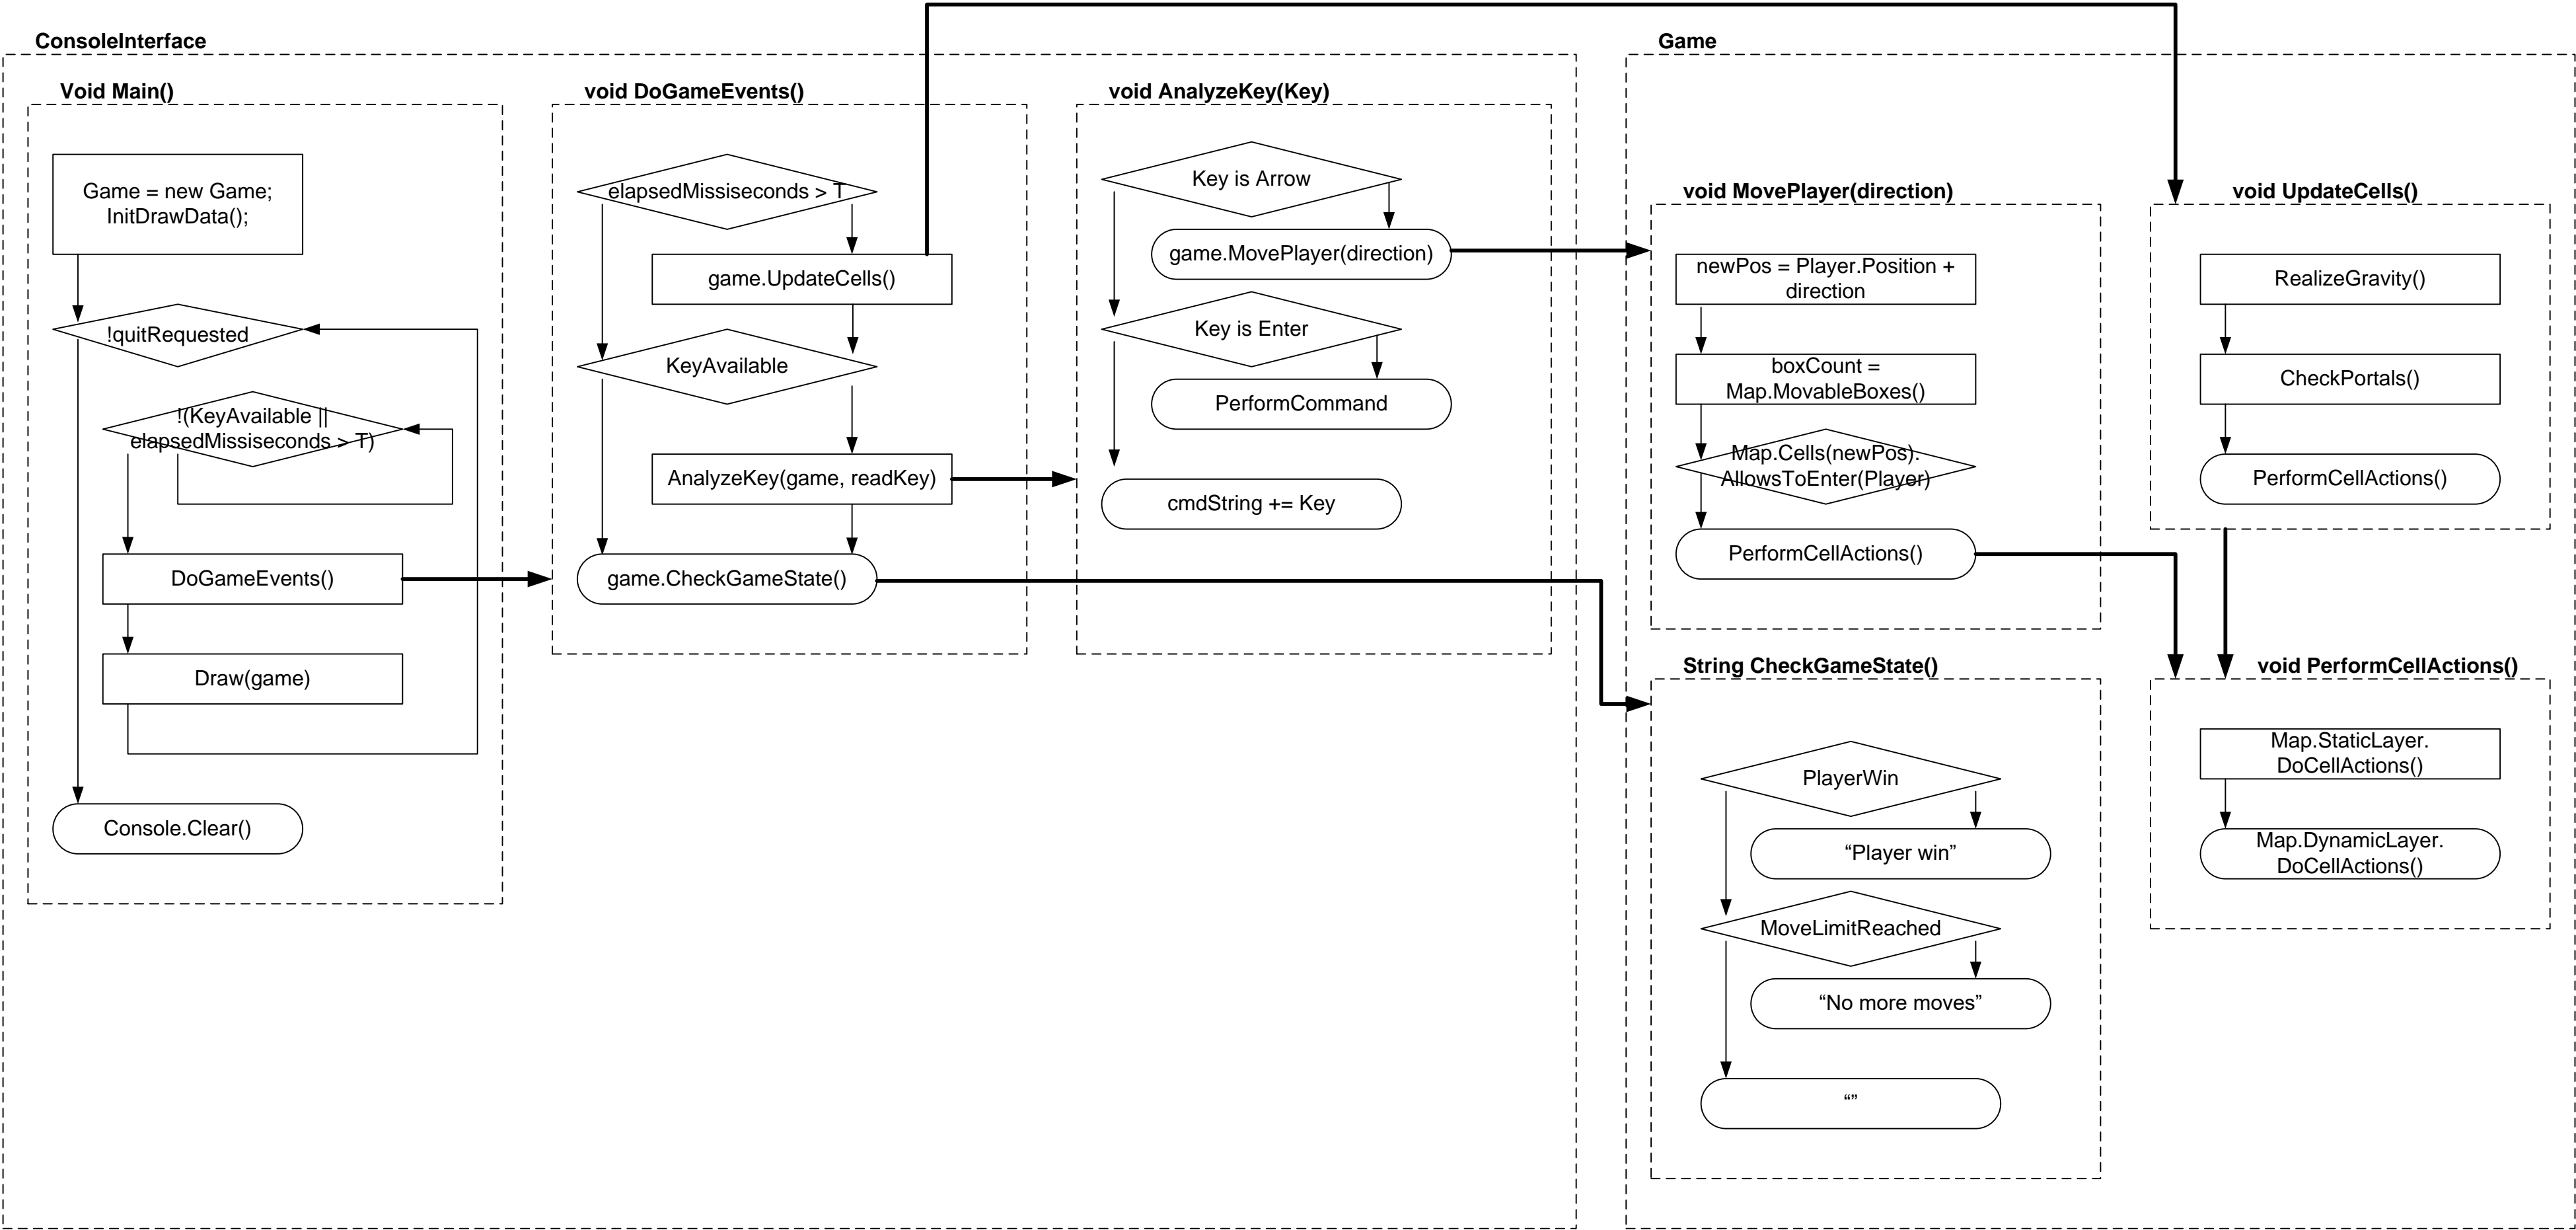 ConsoleInterface
Void Main()
Game = new Game;
InitDrawData();
!quitRequested
!(KeyAvailable ||
elapsedMissiseconds > T)
DoGameEvents()
Draw(game)
Console.Clear()
void DoGameEvents()
elapsedMissiseconds > T
game.UpdateCells()
KeyAvailable
AnalyzeKey(game, readKey)
game.CheckGameState()
void AnalyzeKey(Key)
Key is Arrow
game.MovePlayer(direction)
Key is Enter
PerformCommand
cmdString += Key
Game
void MovePlayer(direction)
newPos = Player.Position +
direction
boxCount =
Map.MovableBoxes()
Map.Cells(newPos).
AllowsToEnter(Player)
PerformCellActions()
void UpdateCells()
RealizeGravity()
CheckPortals()
PerformCellActions()
String CheckGameState()
PlayerWin
“Player win”
MoveLimitReached
“No more moves”
“”
void PerformCellActions()
Map.StaticLayer.
DoCellActions()
Map.DynamicLayer.
DoCellActions()